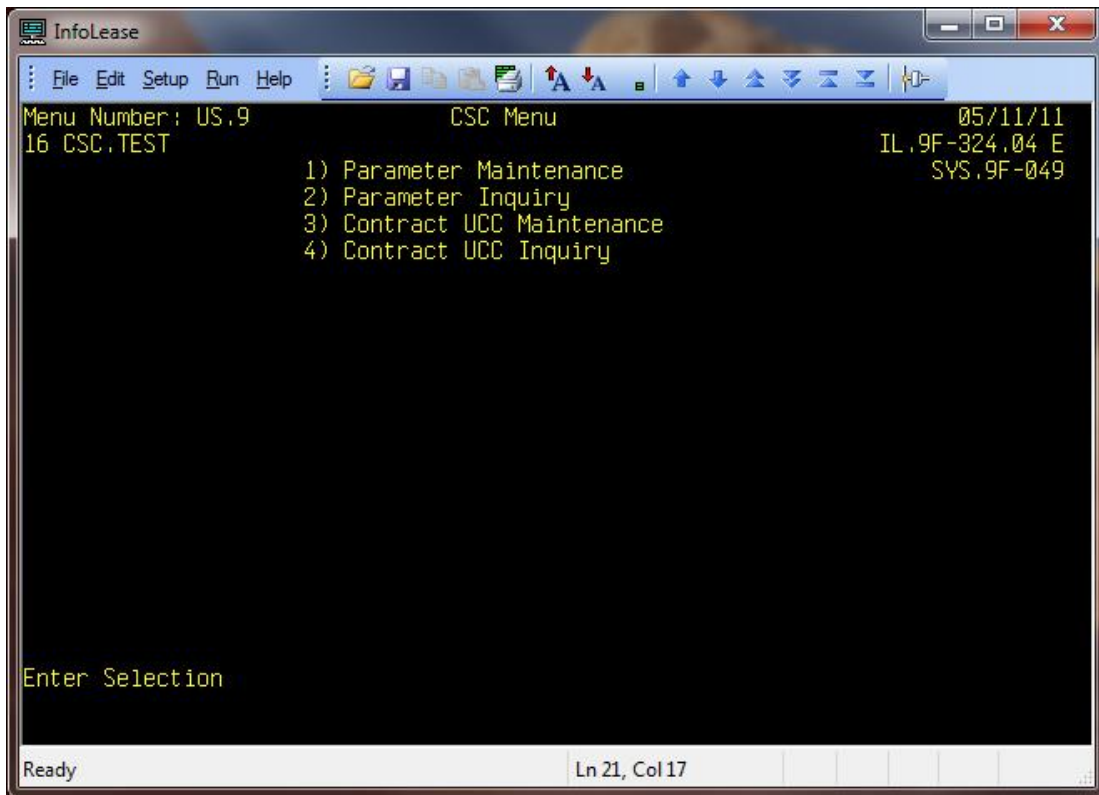 InfoLease
File Edit Setup Run Help
Menu Number: US.9 CSC Menu 05/11/11
16 CSC.TEST IL.9F-324.04 E
1) Parameter Maintenance SYS.9F-049
2) Parameter Inquiry
3) Contract UCC Maintenance
4) Contract UCC Inquiry
Enter Selection
Ready Ln 21, Col 17